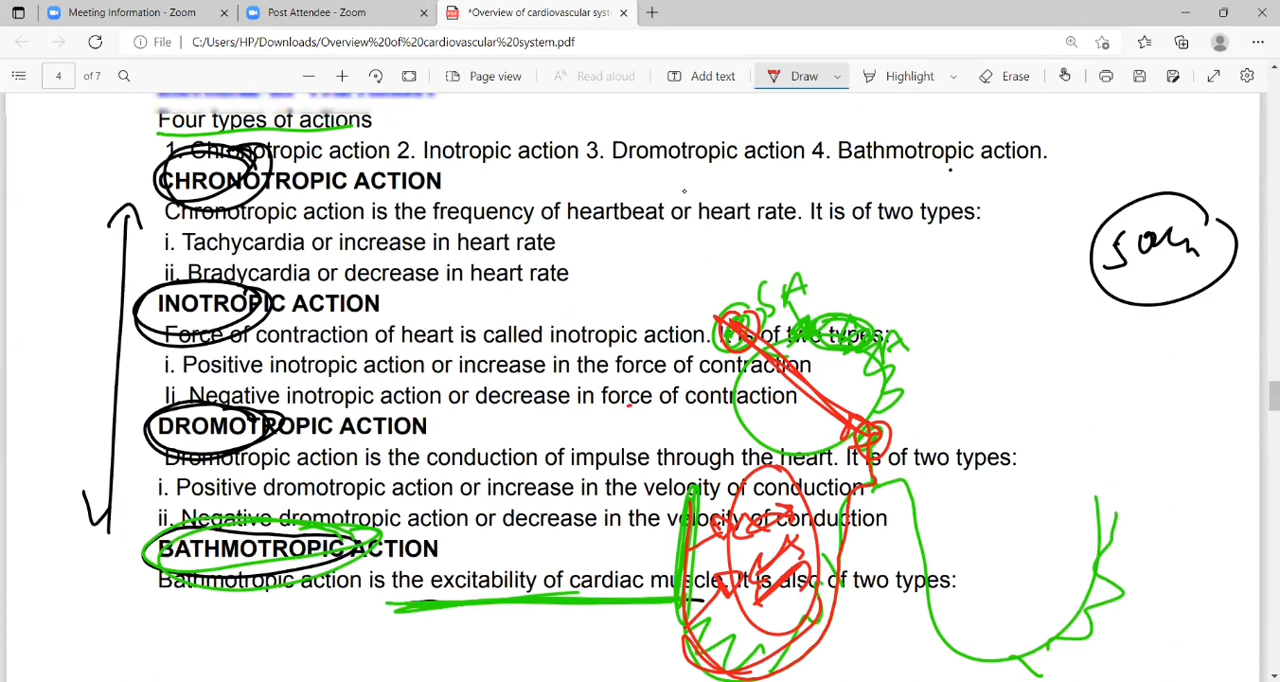 Meeting Information - Zoom
Post Attendee - Zoom
*Overview of cardiovascular syst
File
C:/Users/HP/Downloads/Overview%20of%20cardiovascular%20system.pdf
4 of 7
Page view
Read aloud
Add text
Draw
Highlight
Erase
Four types of actions
1. Chronotropic action 2. Inotropic action 3. Dromotropic action 4. Bathmotropic action.
CHRONOTROPIC ACTION
Chronotropic action is the frequency of heartbeat or heart rate. It is of two types:
i. Tachycardia or increase in heart rate
ii. Bradycardia or decrease in heart rate
INOTROPIC ACTION
Force of contraction of heart is called inotropic action. It is of two types:
SA
i. Positive inotropic action or increase in the force of contraction
Ii. Negative inotropic action or decrease in force of contraction
DROMOTROPIC ACTION
Dromotropic action is the conduction of impulse through the heart. It is of two types:
i. Positive dromotropic action or increase in the velocity of conduction
ii. Negative dromotropic action or decrease in the velocity of conduction
BATHMOTROPIC ACTION
Bathmotropic action is the excitability of cardiac muscle. It is also of two types: